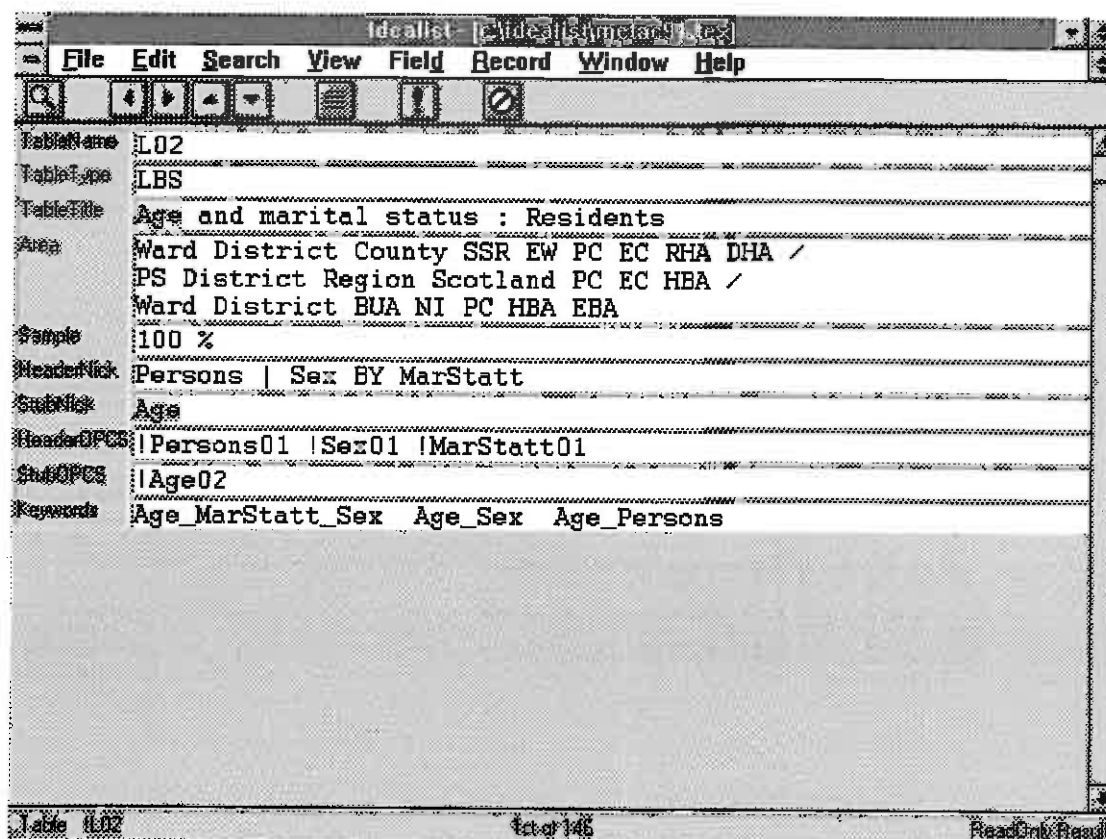 Idealist -
File Edit Search View Field Record Window Help
TableName L02
TableType LBS
TableTitle Age and marital status : Residents
Area Ward District County SSR EW PC EC RHA DHA /
PS District Region Scotland PC EC HBA /
Ward District BUA NI PC HBA EBA
Sample 100 %
HeaderNick Persons | Sex BY MarStatt
StubNick Age
HeaderOPCS !Persons01 !Sex01 !MarStatt01
StubOPCS !Age02
Keywords Age_MarStatt_Sex Age_Sex Age_Persons
Table 146 ReadOnly